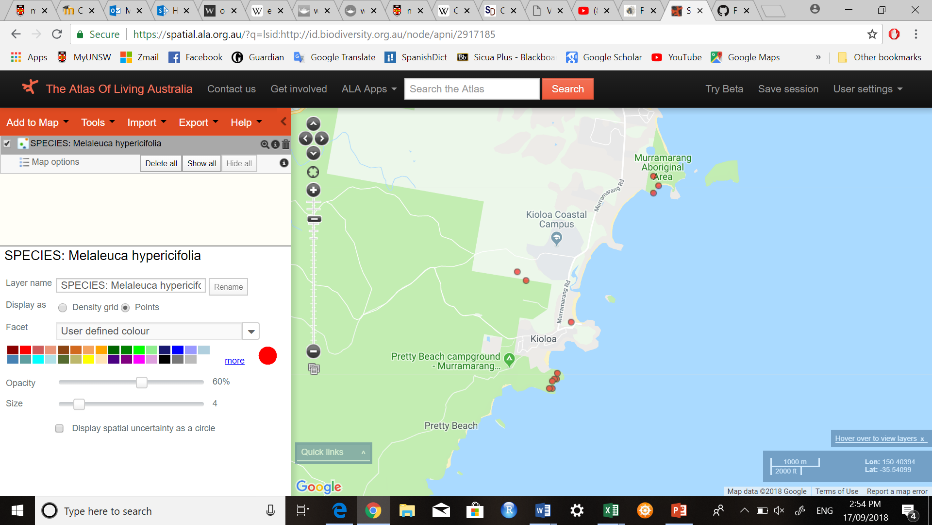 Secure https://spatial.ala.org.au/?q=lsid:http://id.biodiversity.org.au/node/apni/2917185
Apps MyUNSW Zmail Facebook Guardian Google Translate SpanishDict Sicua Plus - Blackboa Google Scholar YouTube Google Maps » Other bookmarks
The Atlas Of Living Australia Contact us Get involved ALA Apps Search the Atlas Search Try Beta Save session User settings
Add to Map Tools Import Export Help
SPECIES: Melaleuca hypericifolia
Map options Delete all Show all Hide all
SPECIES: Melaleuca hypericifolia
Layer name SPECIES: Melaleuca hypericifo Rename
Display as Density grid Points
Facet User defined colour
more
Opacity 60%
Size 4
Display spatial uncertainty as a circle
Murramarang
Aboriginal
Area
Murramarang Rd
Kioloa Coastal
Campus
Murramarang Rd
Kioloa
Pretty Beach campground
- Murramarang...
Pretty Beach
Hover over to view layers
Quick links
1000 m
2000 ft
Lon: 150.40394
Lat: -35.54099
Google
Map data ©2018 Google Terms of Use Report a map error
Type here to search
ENG
2:54 PM
17/09/2018
4